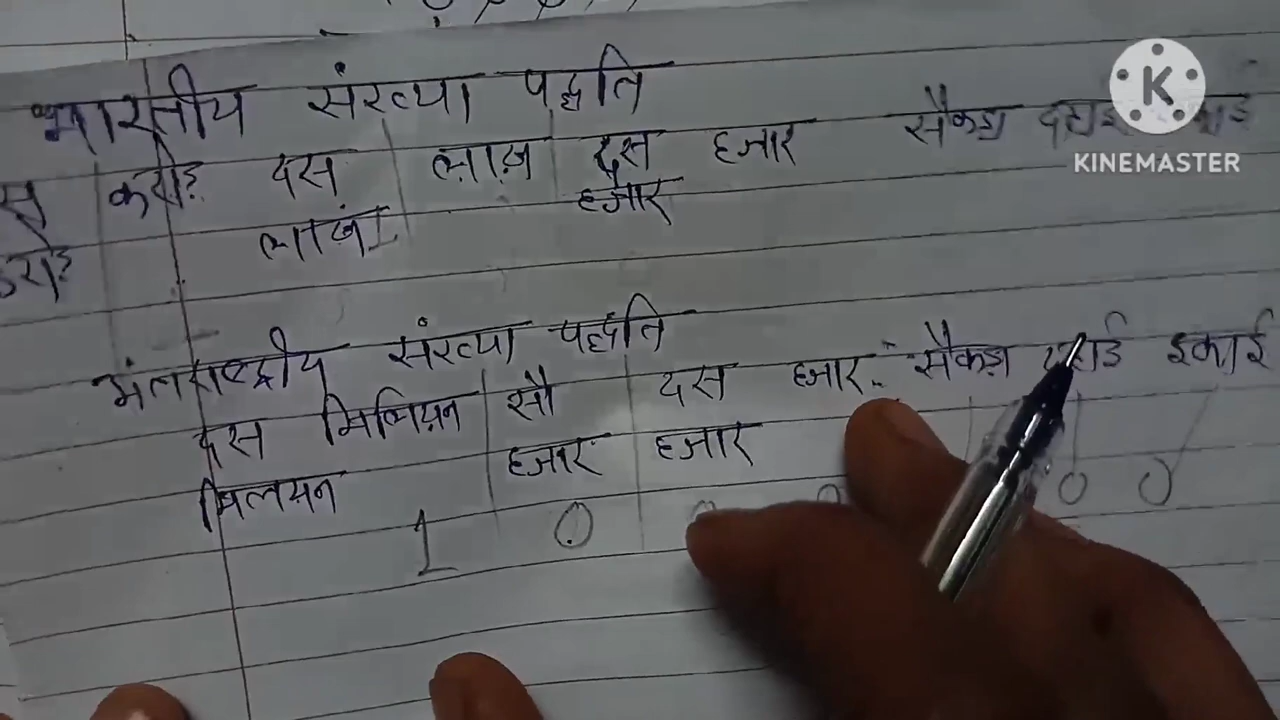 भारतीय संख्या पद्धति
करोड़ दस लाख दस हजार सैकड़ा
लाख हजार
अंतराष्ट्रीय संख्या पद्धति
दस मिलियन सौ दस हजार सैकड़ा दहाई इकाई
मिलयन हजार हजार
1 0 0 0
KINEMASTER